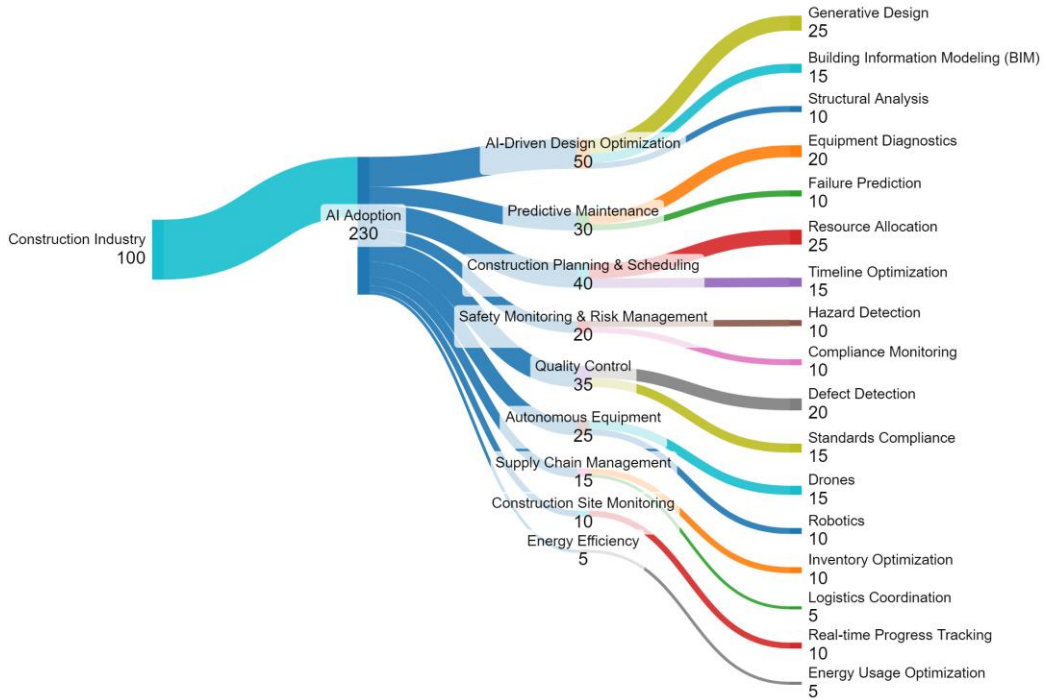 Construction Industry
100
AI Adoption
230
AI-Driven Design Optimization
50
Predictive Maintenance
30
Construction Planning & Scheduling
40
Safety Monitoring & Risk Management
20
Quality Control
35
Autonomous Equipment
25
Supply Chain Management
15
Construction Site Monitoring
10
Energy Efficiency
5
Generative Design
25
Building Information Modeling (BIM)
15
Structural Analysis
10
Equipment Diagnostics
20
Failure Prediction
10
Resource Allocation
25
Timeline Optimization
15
Hazard Detection
10
Compliance Monitoring
10
Defect Detection
20
Standards Compliance
15
Drones
15
Robotics
10
Inventory Optimization
10
Logistics Coordination
5
Real-time Progress Tracking
10
Energy Usage Optimization
5